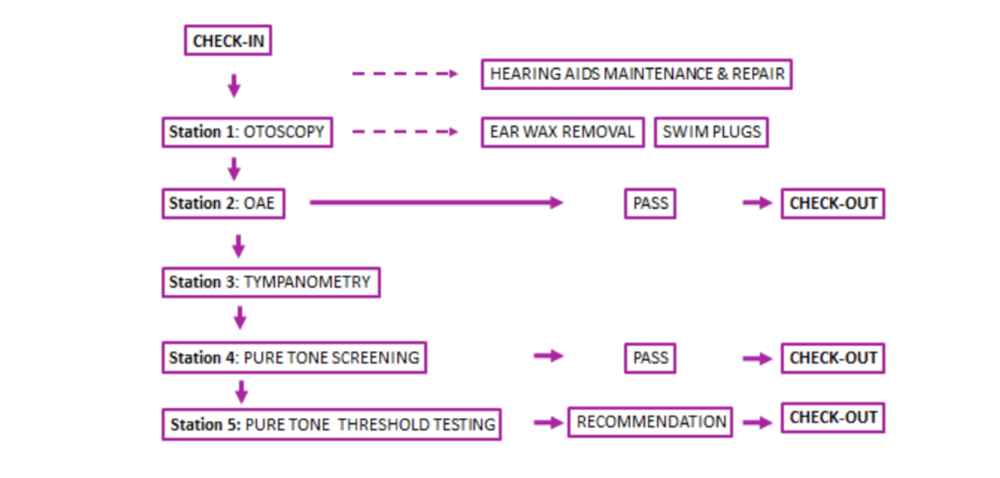 CHECK-IN
HEARING AIDS MAINTENANCE & REPAIR
Station 1: OTOSCOPY
EAR WAX REMOVAL
SWIM PLUGS
Station 2: OAE
PASS
CHECK-OUT
Station 3: TYMPANOMETRY
Station 4: PURE TONE SCREENING
PASS
CHECK-OUT
Station 5: PURE TONE THRESHOLD TESTING
RECOMMENDATION
CHECK-OUT